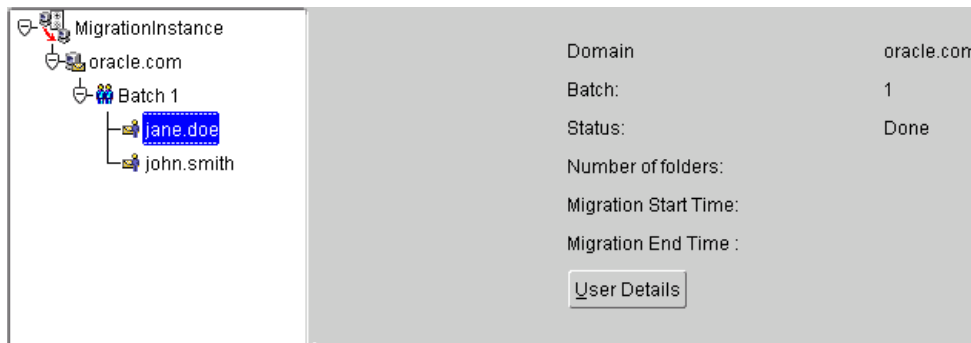 MigrationInstance
oracle.com
Batch 1
jane.doe
john.smith
Domain oracle.com
Batch: 1
Status: Done
Number of folders:
Migration Start Time:
Migration End Time :
User Details